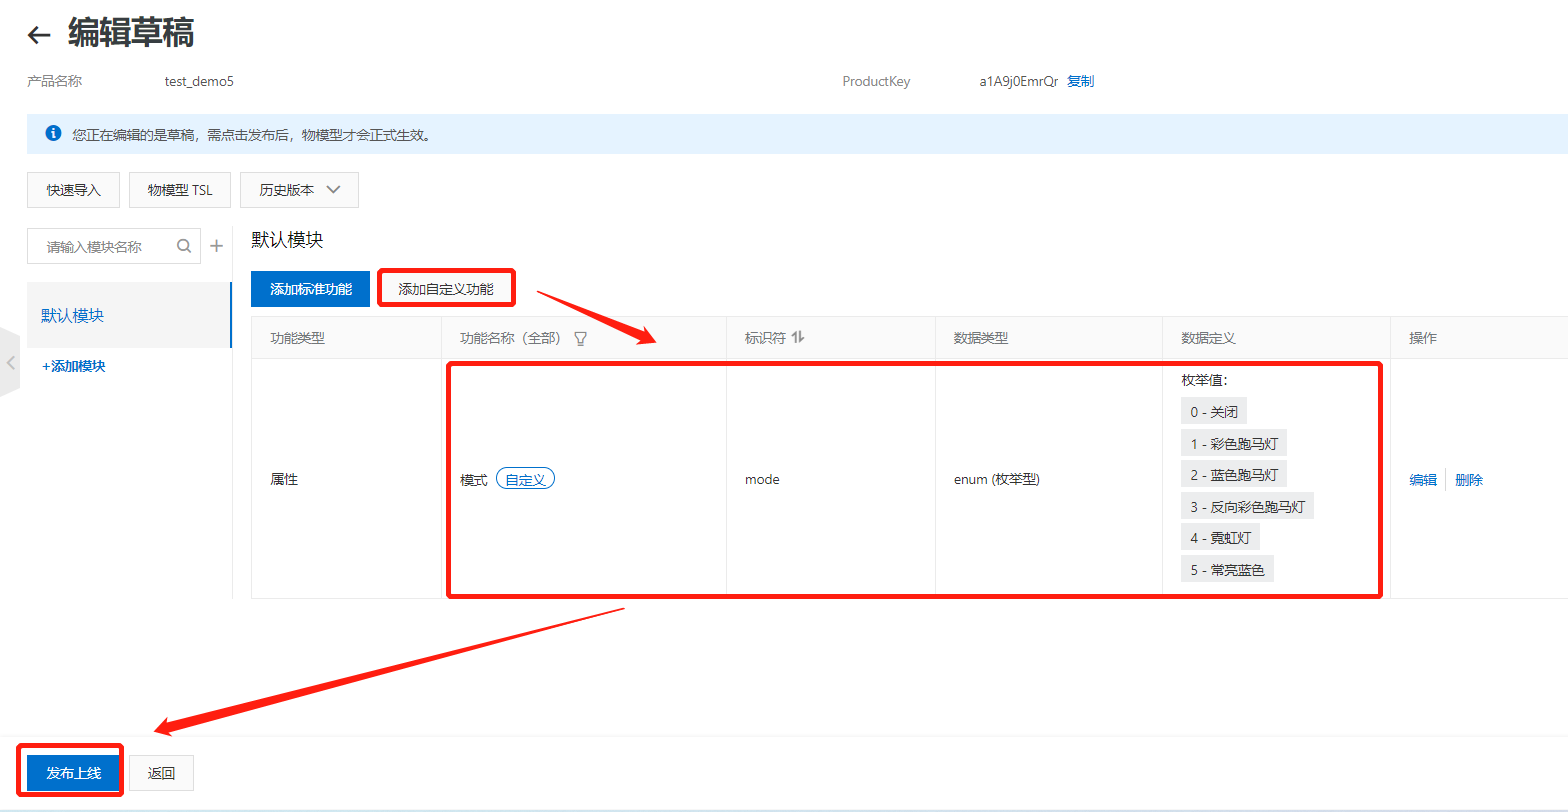 编辑草稿
产品名称 test_demo5 ProductKey a1A9j0EmrQr 复制
您正在编辑的是草稿，需点击发布后，物模型才会正式生效。
快速导入 物模型 TSL 历史版本
请输入模块名称
默认模块
+添加模块
默认模块
添加标准功能 添加自定义功能
功能类型 功能名称（全部） 标识符 数据类型 数据定义 操作
属性 模式 自定义 mode enum (枚举型)
枚举值：
0 - 关闭
1 - 彩色跑马灯
2 - 蓝色跑马灯
3 - 反向彩色跑马灯
4 - 霓虹灯
5 - 常亮蓝色
编辑 删除
发布上线 返回